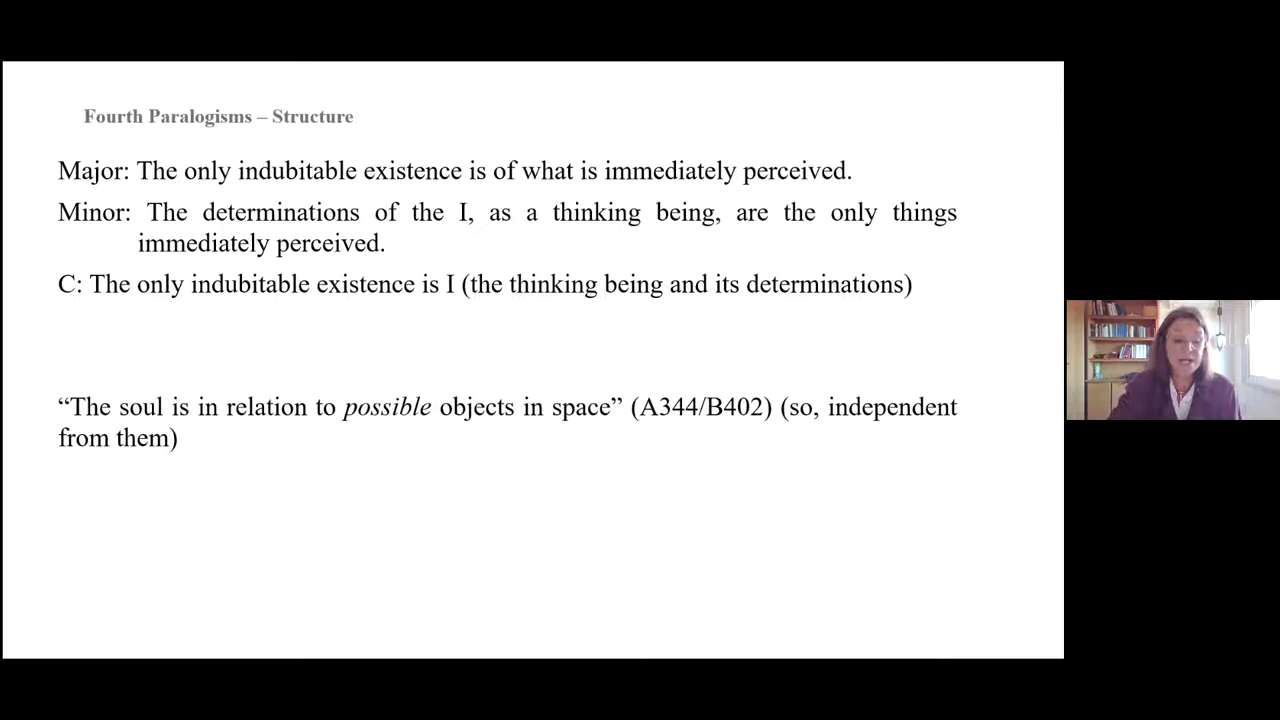 Fourth Paralogisms – Structure
Major: The only indubitable existence is of what is immediately perceived.
Minor: The determinations of the I, as a thinking being, are the only things
immediately perceived.
C: The only indubitable existence is I (the thinking being and its determinations)
“The soul is in relation to possible objects in space” (A344/B402) (so, independent
from them)